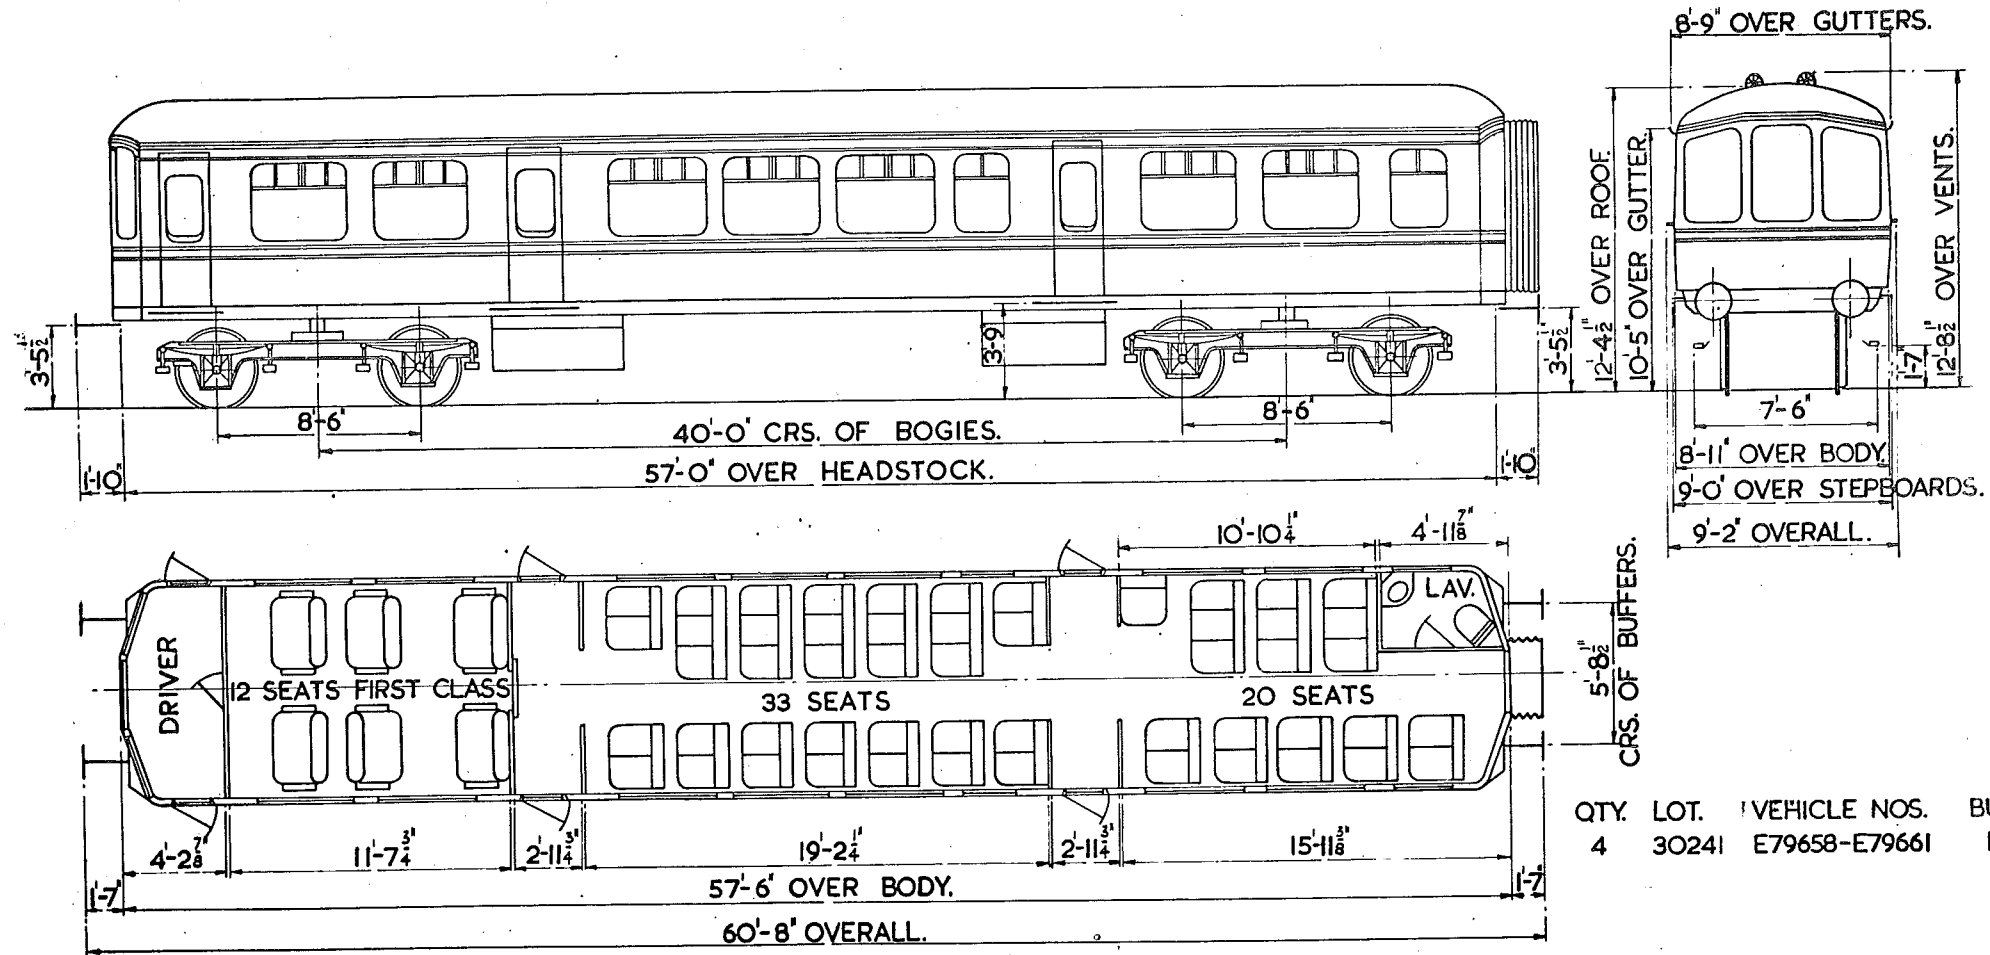 8'-9" OVER GUTTERS.
12'-4½" OVER ROOF.
10'-5" OVER GUTTER.
12'-8½" OVER VENTS.
3'-5½"
3'-9
3'-5½"
1'-7"
8'-6"
8'-6"
7'-6"
40'-0" CRS. OF BOGIES.
8'-11" OVER BODY.
1'-10"
57'-0" OVER HEADSTOCK.
1'-10"
9'-0" OVER STEPBOARDS.
9'-2" OVERALL.
10'-10¼"
4'-11⅞"
LAV.
DRIVER
12 SEATS FIRST CLASS
33 SEATS
20 SEATS
5'-8½"
CRS. OF BUFFERS.
QTY. LOT. VEHICLE NOS.
4 30241 E79658-E79661
4'-2⅞"
11'-7¾"
2'-11¾"
19'-2¼"
2'-11¾"
15'-11⅜"
1'-7"
57'-6" OVER BODY.
1'-7"
60'-8" OVERALL.